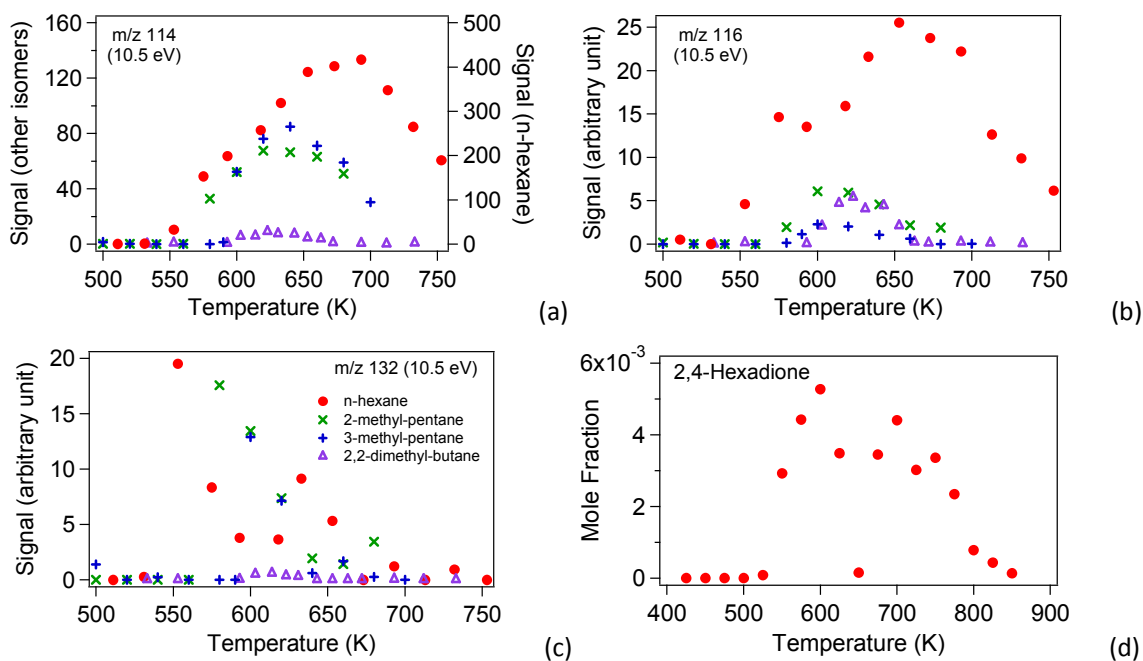 m/z 114
(10.5 eV)
Signal (other isomers)
160
120
80
40
0
500
400
300
200
100
0
Signal (n-hexane)
500 550 600 650 700 750
Temperature (K)
(a)
m/z 116
(10.5 eV)
Signal (arbitrary unit)
25
20
15
10
5
0
500 550 600 650 700 750
Temperature (K)
(b)
m/z 132 (10.5 eV)
Signal (arbitrary unit)
20
15
10
5
0
n-hexane
2-methyl-pentane
3-methyl-pentane
2,2-dimethyl-butane
500 550 600 650 700 750
Temperature (K)
(c)
2,4-Hexadione
Mole Fraction
6x10⁻³
4
2
0
400 500 600 700 800 900
Temperature (K)
(d)